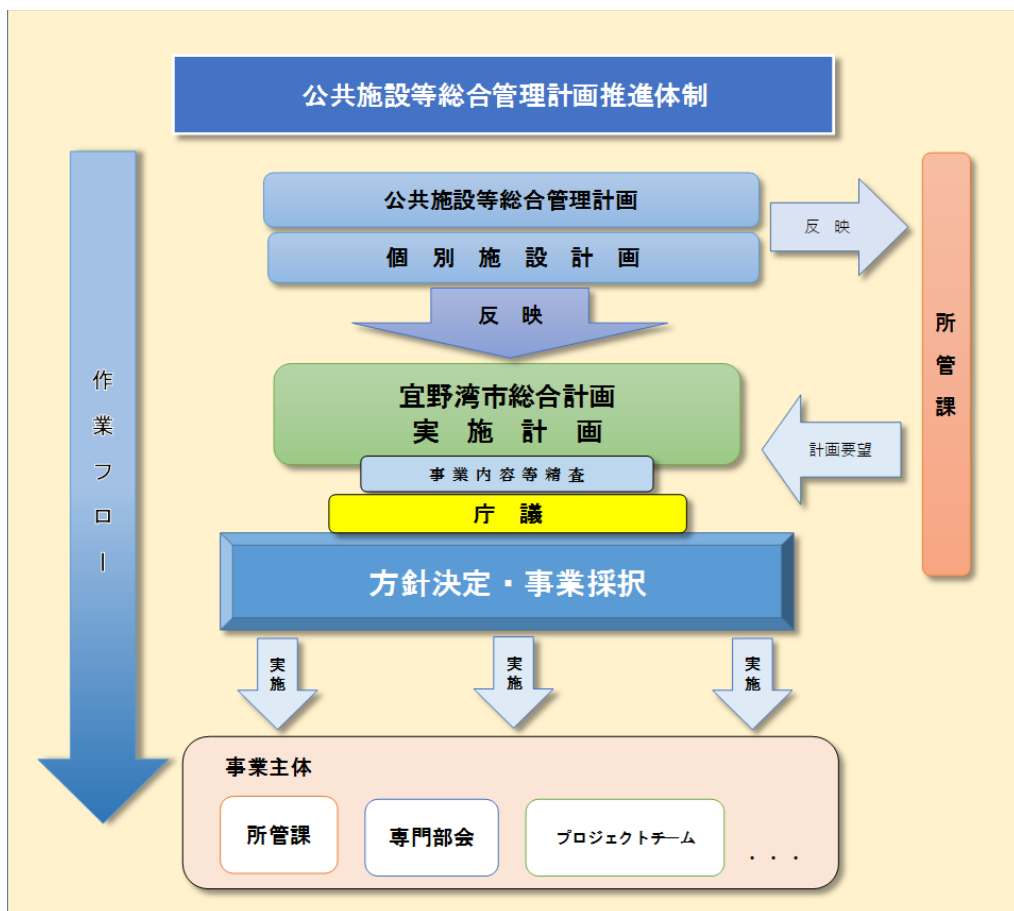 公共施設等総合管理計画推進体制
公共施設等総合管理計画
個別施設計画
反映
反映
所管課
作業フロー
宜野湾市総合計画
実施計画
計画要望
事業内容等精査
庁議
方針決定・事業採択
実施
実施
実施
事業主体
所管課
専門部会
プロジェクトチーム
・・・